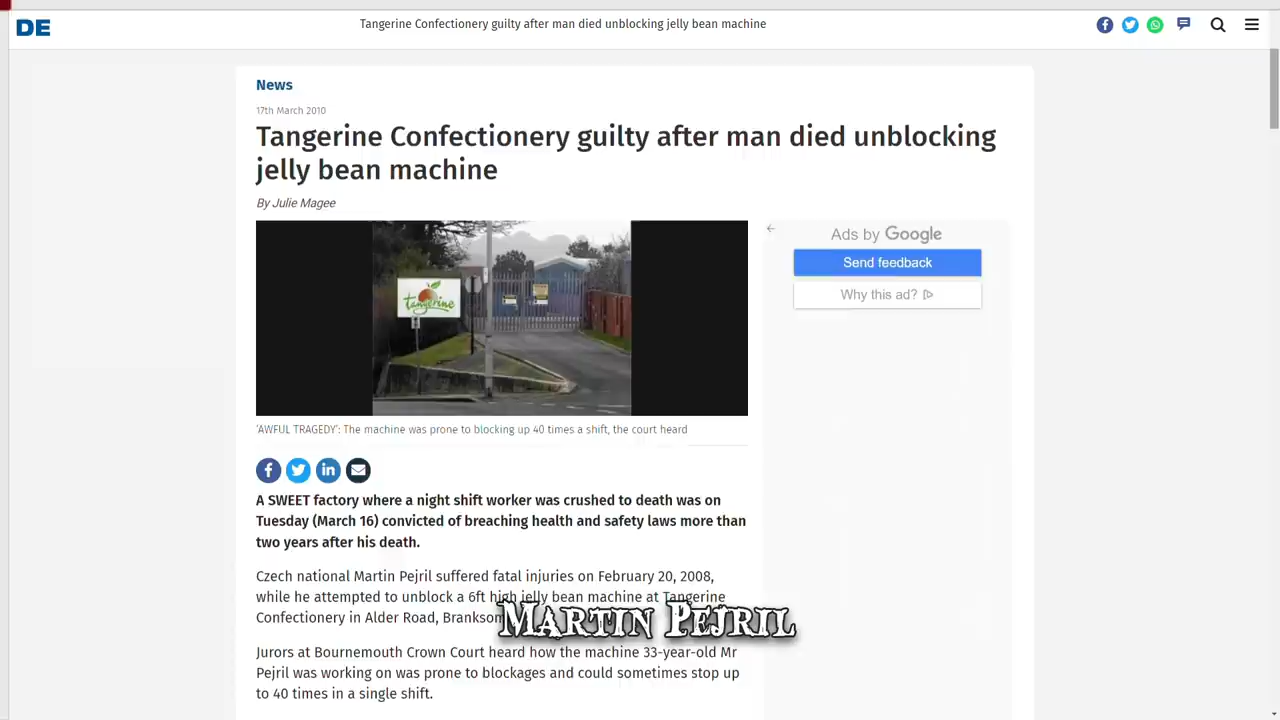 DE
Tangerine Confectionery guilty after man died unblocking jelly bean machine
News
17th March 2010
Tangerine Confectionery guilty after man died unblocking
jelly bean machine
By Julie Magee
tangerine
Ads by Google
Send feedback
Why this ad?
'AWFUL TRAGEDY': The machine was prone to blocking up 40 times a shift, the court heard
A SWEET factory where a night shift worker was crushed to death was on
Tuesday (March 16) convicted of breaching health and safety laws more than
two years after his death.
Czech national Martin Pejril suffered fatal injuries on February 20, 2008,
while he attempted to unblock a 6ft high jelly bean machine at Tangerine
Confectionery in Alder Road, Branksom
Martin Pejril
Jurors at Bournemouth Crown Court heard how the machine 33-year-old Mr
Pejril was working on was prone to blockages and could sometimes stop up
to 40 times in a single shift.